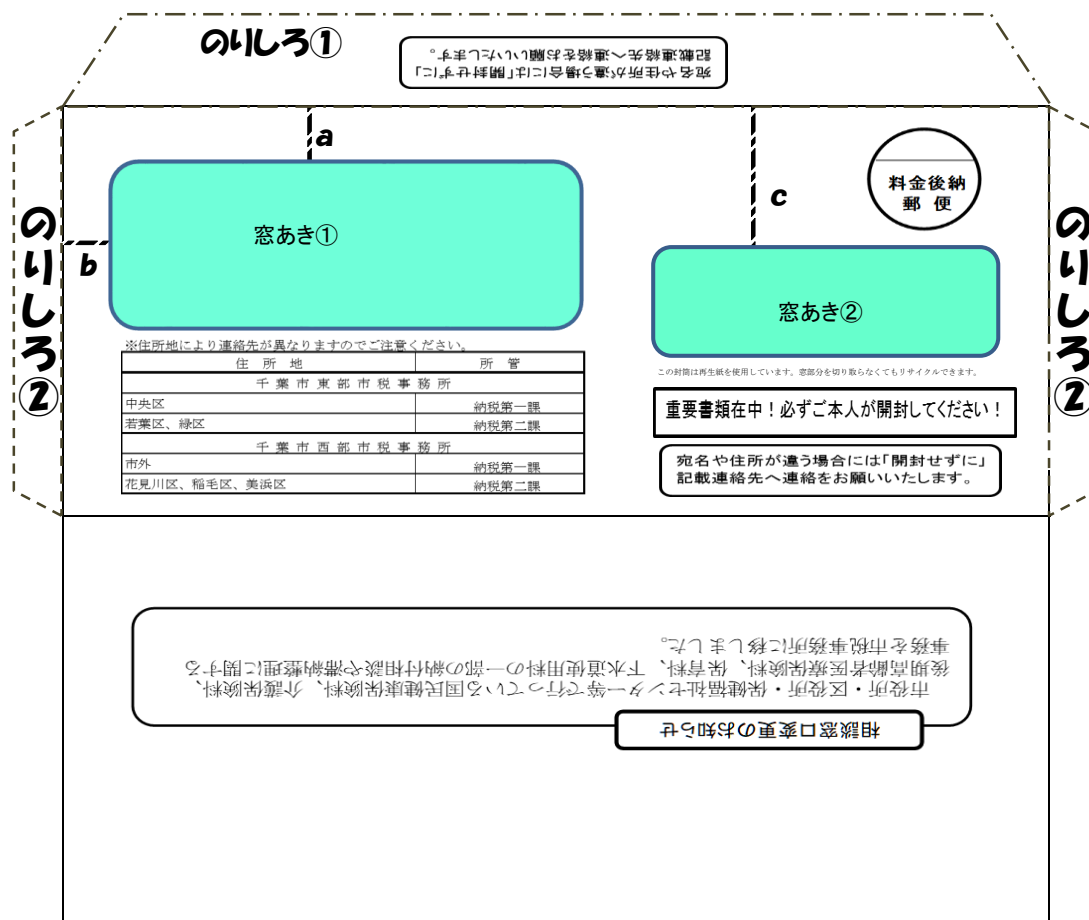 のりしろ①
宛名や住所が違う場合には「開封せずに」
記載連絡先へ連絡をお願いいたします。
a
b
c
のりしろ②
のりしろ②
料金後納
郵 便
窓あき①
窓あき②
※住所地により連絡先が異なりますのでご注意ください。
住 所 地 所 管
千 葉 市 東 部 市 税 事 務 所
中央区 納税第一課
若葉区、緑区 納税第二課
千 葉 市 西 部 市 税 事 務 所
市外 納税第一課
花見川区、稲毛区、美浜区 納税第二課
この封筒は再生紙を使用しています。窓部分を切り取らなくてもリサイクルできます。
重要書類在中！必ずご本人が開封してください！
宛名や住所が違う場合には「開封せずに」
記載連絡先へ連絡をお願いいたします。
相談窓口変更のお知らせ
市役所・区役所・保健福祉センター等で行っている国民健康保険料、介護保険料、
後期高齢者医療保険料、保育料、下水道使用料の一部の納付相談や滞納整理に関する
事務を市税事務所に移しました。